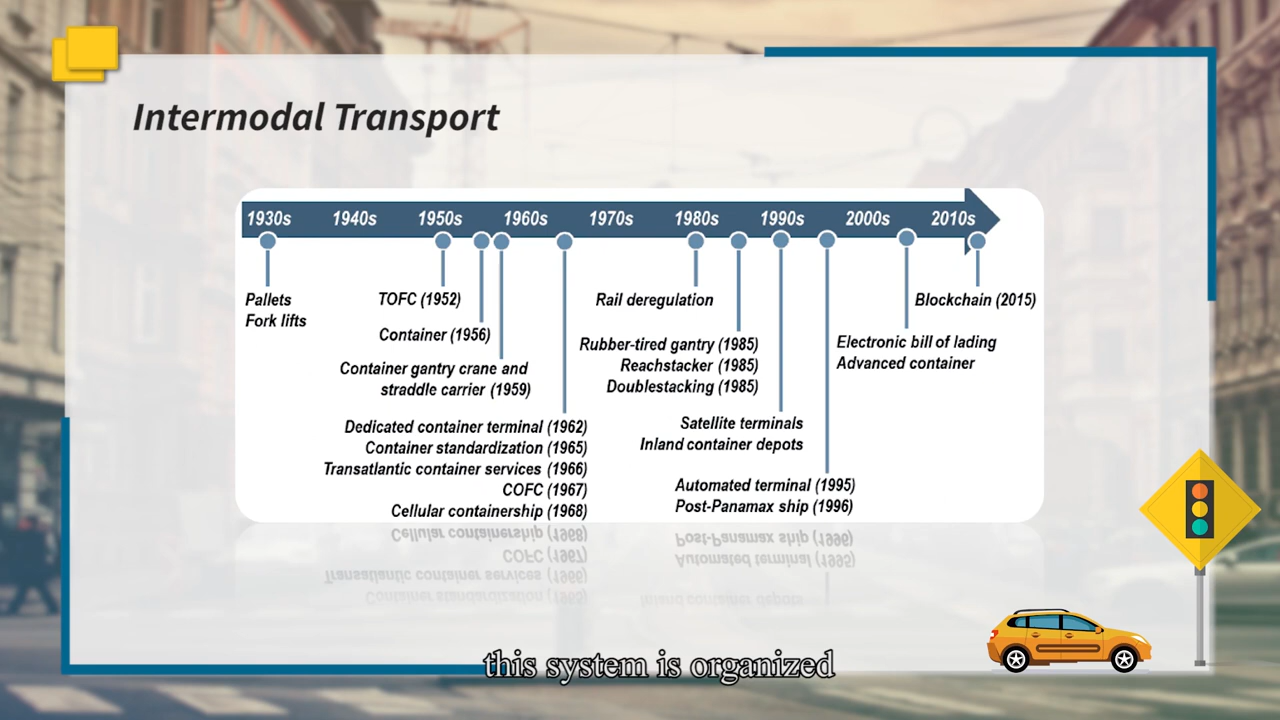 Intermodal Transport
1930s 1940s 1950s 1960s 1970s 1980s 1990s 2000s 2010s
Pallets
Fork lifts
TOFC (1952)
Container (1956)
Container gantry crane and
straddle carrier (1959)
Dedicated container terminal (1962)
Container standardization (1965)
Transatlantic container services (1966)
COFC (1967)
Cellular containership (1968)
Rail deregulation
Rubber-tired gantry (1985)
Reachstacker (1985)
Doublestacking (1985)
Satellite terminals
Inland container depots
Automated terminal (1995)
Post-Panamax ship (1996)
Electronic bill of lading
Advanced container
Blockchain (2015)
this system is organized